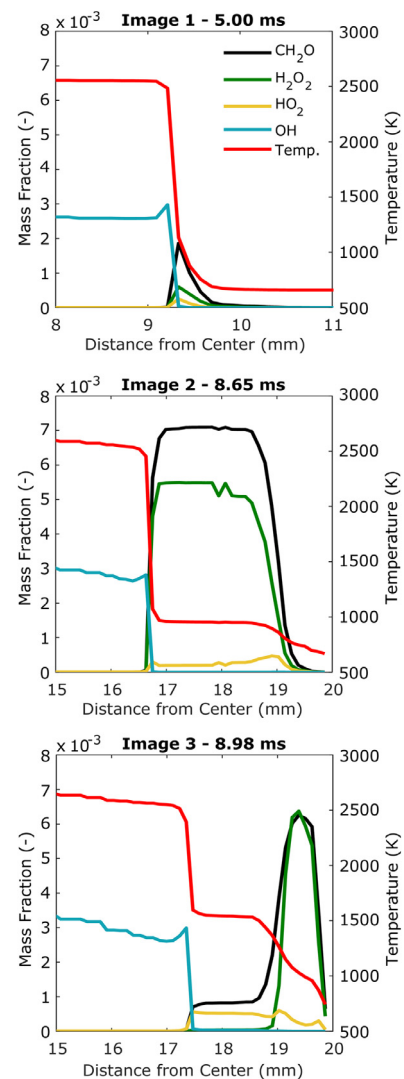 Image 1 - 5.00 ms
8 x 10-3
3000
7
6
2500
5
2000
4
3
1500
2
1000
1
0
500
8 9 10 11
Mass Fraction (-)
Temperature (K)
CH2O
H2O2
HO2
OH
Temp.
Distance from Center (mm)
Image 2 - 8.65 ms
8 x 10-3
3000
7
6
2500
5
2000
4
3
1500
2
1000
1
0
500
15 16 17 18 19 20
Mass Fraction (-)
Temperature (K)
Distance from Center (mm)
Image 3 - 8.98 ms
8 x 10-3
3000
7
6
2500
5
2000
4
3
1500
2
1000
1
0
500
15 16 17 18 19 20
Mass Fraction (-)
Temperature (K)
Distance from Center (mm)